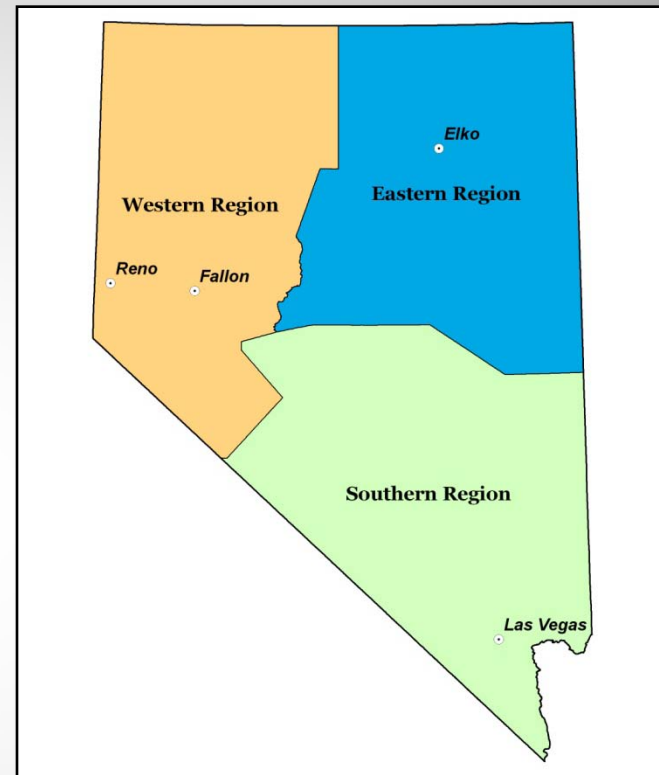 Elko
Eastern Region
Western Region
Reno
Fallon
Southern Region
Las Vegas